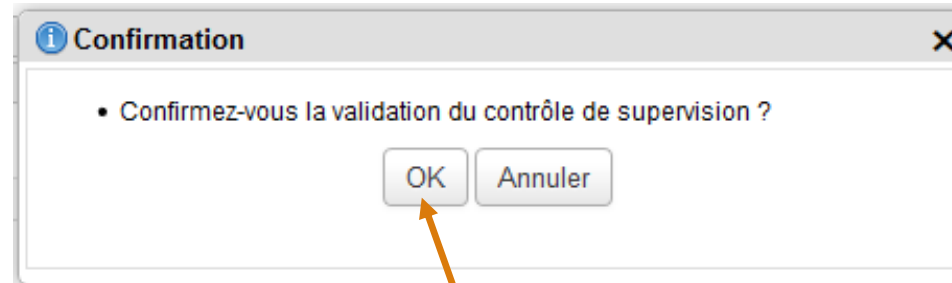 Confirmation
• Confirmez-vous la validation du contrôle de supervision ?
OK Annuler